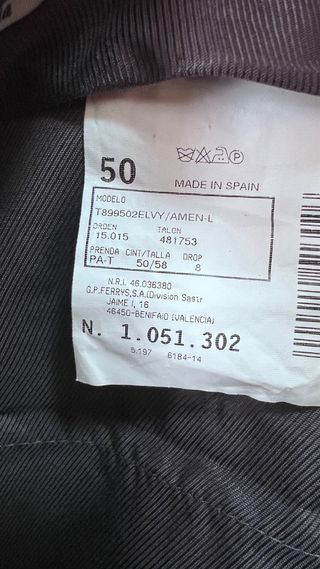 50
MADE IN SPAIN
MODELO
T899502ELVY/AMEN-L
ORDEN TALON
15.015 481753
PRENDA CINT/TALLA DROP
PA-T 50/58 8
N.R.I. 46.036380
G.P.FERRYS,S.A.(Division Sastr
JAIME I, 16
46450-BENIFAIO (VALENCIA)
N. 1.051.302
5.197 6184-14